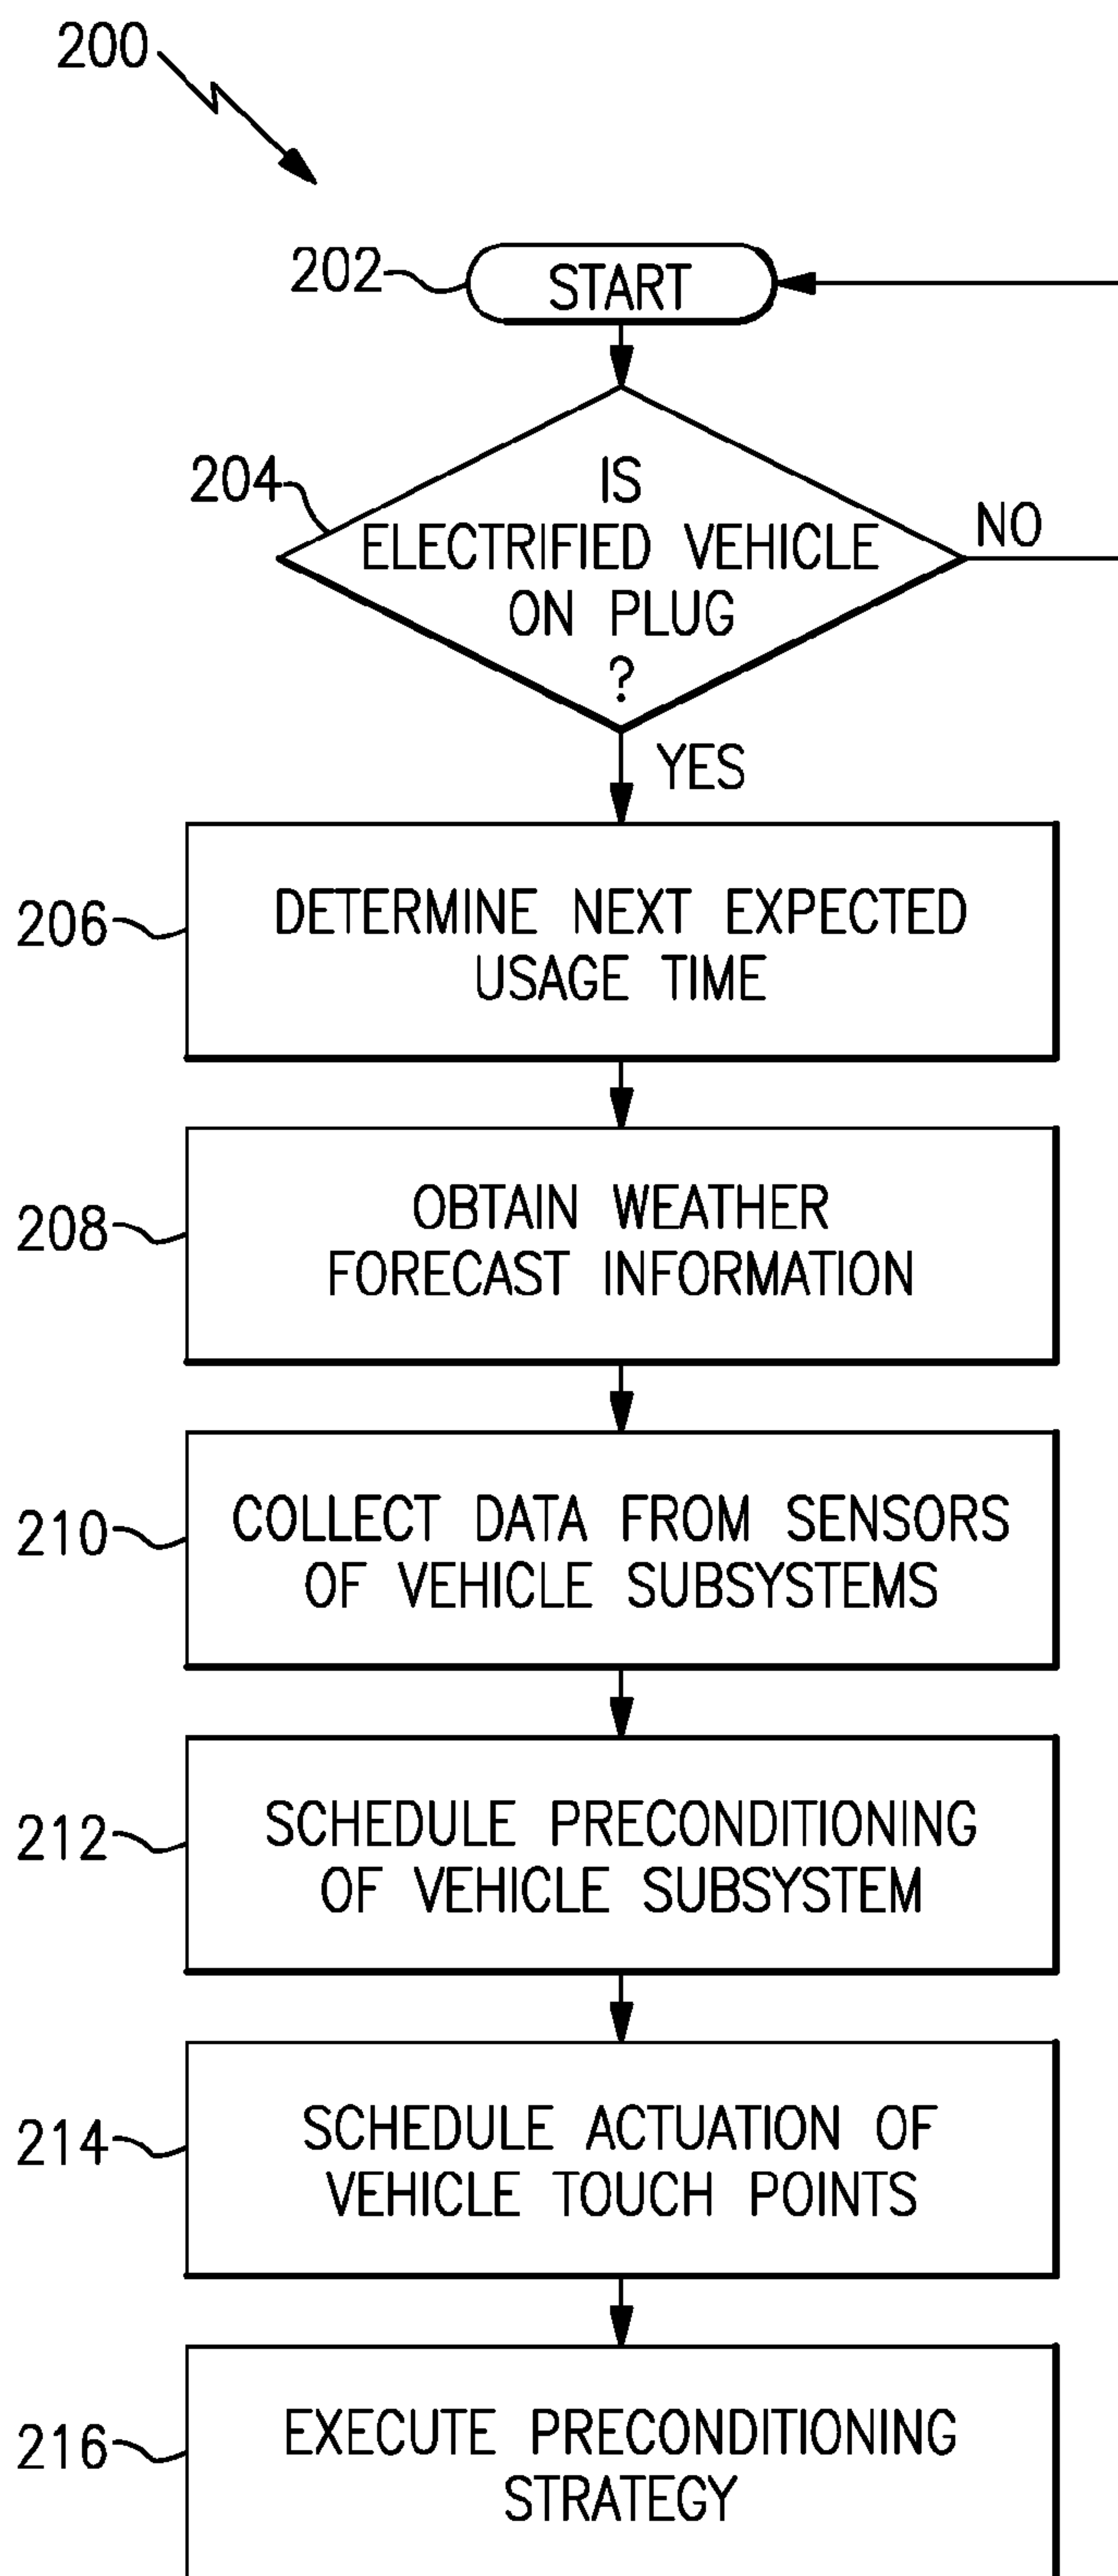 200
202
START
204
IS
ELECTRIFIED VEHICLE
ON PLUG
?
NO
YES
206
DETERMINE NEXT EXPECTED
USAGE TIME
208
OBTAIN WEATHER
FORECAST INFORMATION
210
COLLECT DATA FROM SENSORS
OF VEHICLE SUBSYSTEMS
212
SCHEDULE PRECONDITIONING
OF VEHICLE SUBSYSTEM
214
SCHEDULE ACTUATION OF
VEHICLE TOUCH POINTS
216
EXECUTE PRECONDITIONING
STRATEGY